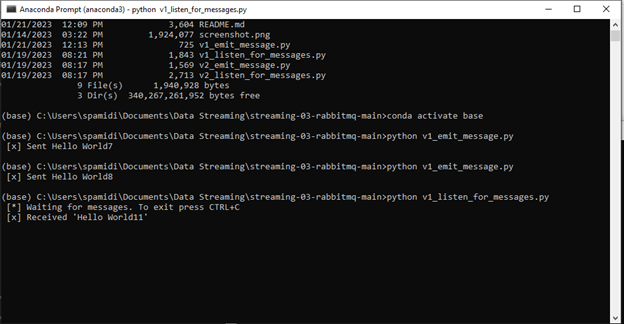 Anaconda Prompt (anaconda3) - python v1_listen_for_messages.py
01/21/2023 12:09 PM 3,604 README.md
01/14/2023 03:22 PM 1,924,077 screenshot.png
01/21/2023 12:13 PM 725 v1_emit_message.py
01/19/2023 08:21 PM 1,843 v1_listen_for_messages.py
01/19/2023 08:17 PM 1,569 v2_emit_message.py
01/19/2023 08:17 PM 2,713 v2_listen_for_messages.py
9 File(s) 1,940,928 bytes
3 Dir(s) 340,267,261,952 bytes free
(base) C:\Users\spamidi\Documents\Data Streaming\streaming-03-rabbitmq-main>conda activate base
(base) C:\Users\spamidi\Documents\Data Streaming\streaming-03-rabbitmq-main>python v1_emit_message.py
[x] Sent Hello World7
(base) C:\Users\spamidi\Documents\Data Streaming\streaming-03-rabbitmq-main>python v1_emit_message.py
[x] Sent Hello World8
(base) C:\Users\spamidi\Documents\Data Streaming\streaming-03-rabbitmq-main>python v1_listen_for_messages.py
[*] Waiting for messages. To exit press CTRL+C
[x] Received 'Hello World11'